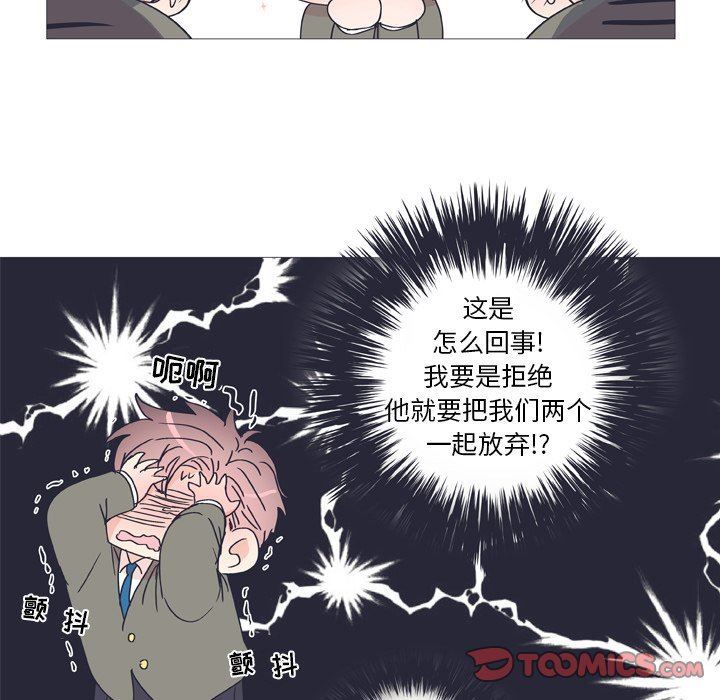 这是
怎么回事!
我要是拒绝
他就要把我们两个
一起放弃!?
呃啊~!
颤 抖
颤 抖
TOOMICS.COM